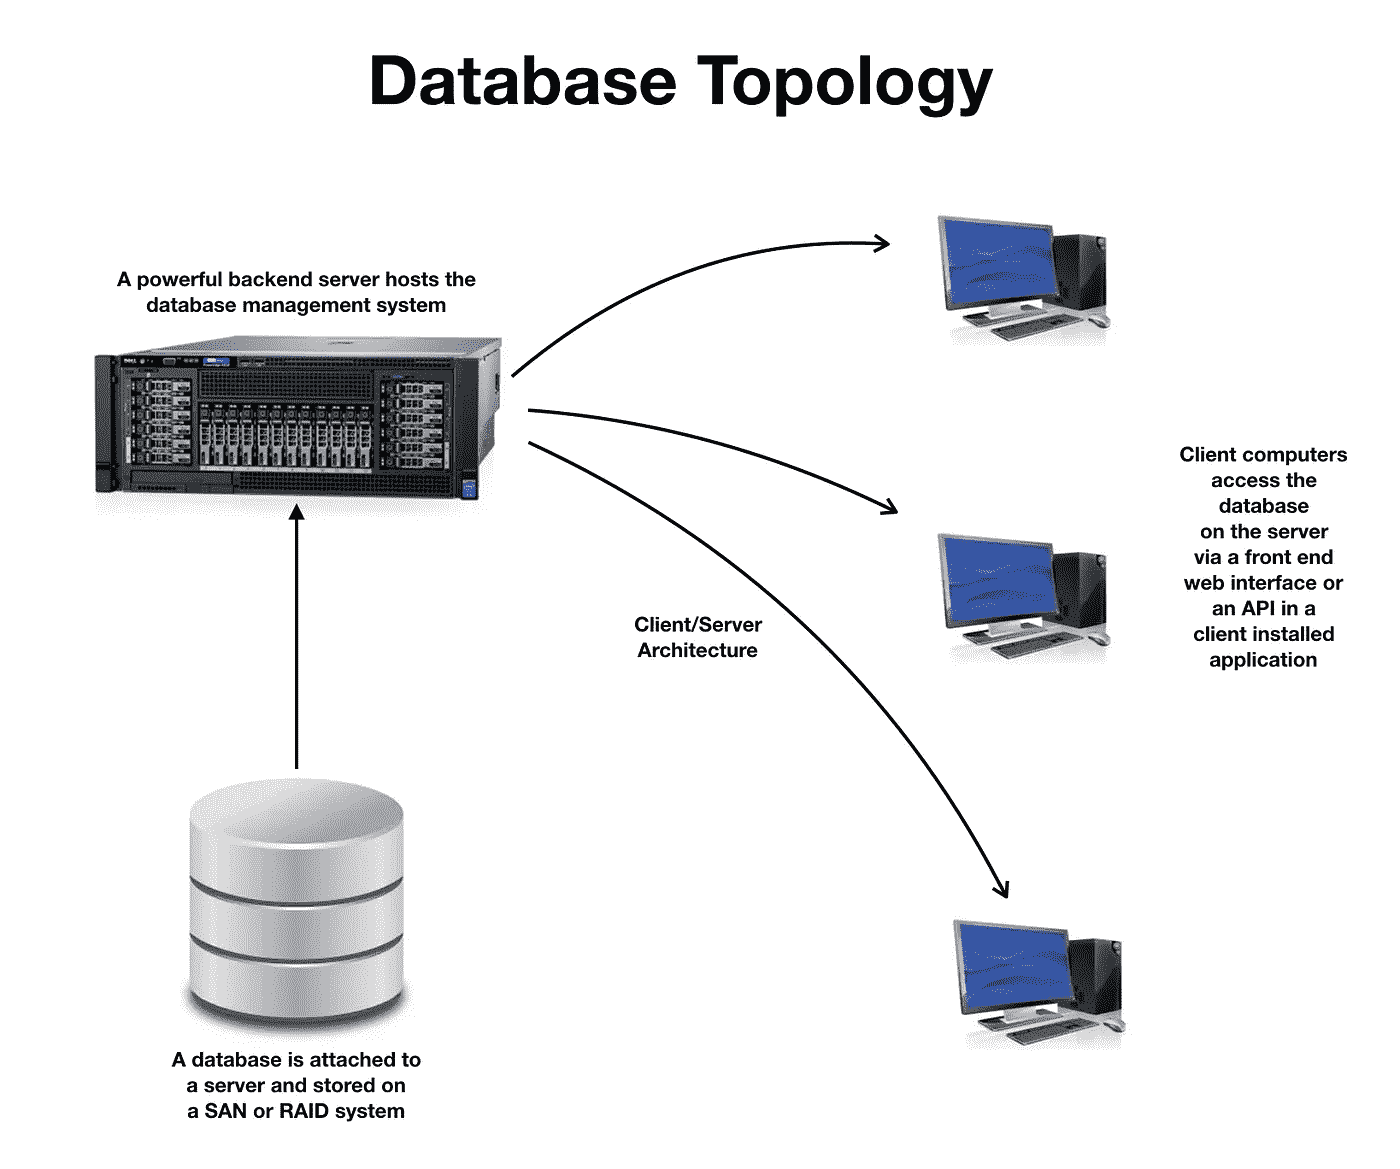 Database Topology
A powerful backend server hosts the
database management system
DELL
Client computers
access the
database
on the server
via a front end
web interface or
an API in a
client installed
application
Client/Server
Architecture
A database is attached to
a server and stored on
a SAN or RAID system